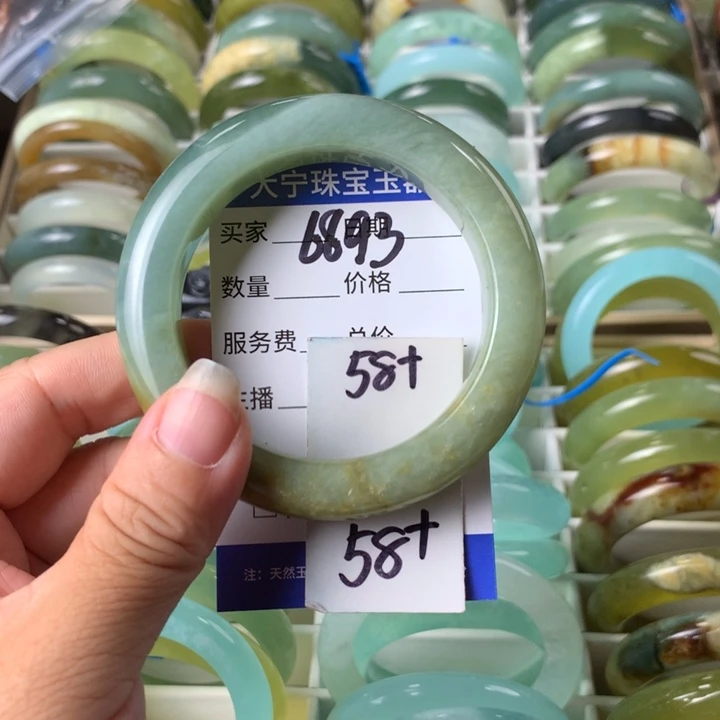 大宁珠宝玉器
买家 日期
6893
数量 价格
服务费 总价
58+
主播
58+
注：天然玉